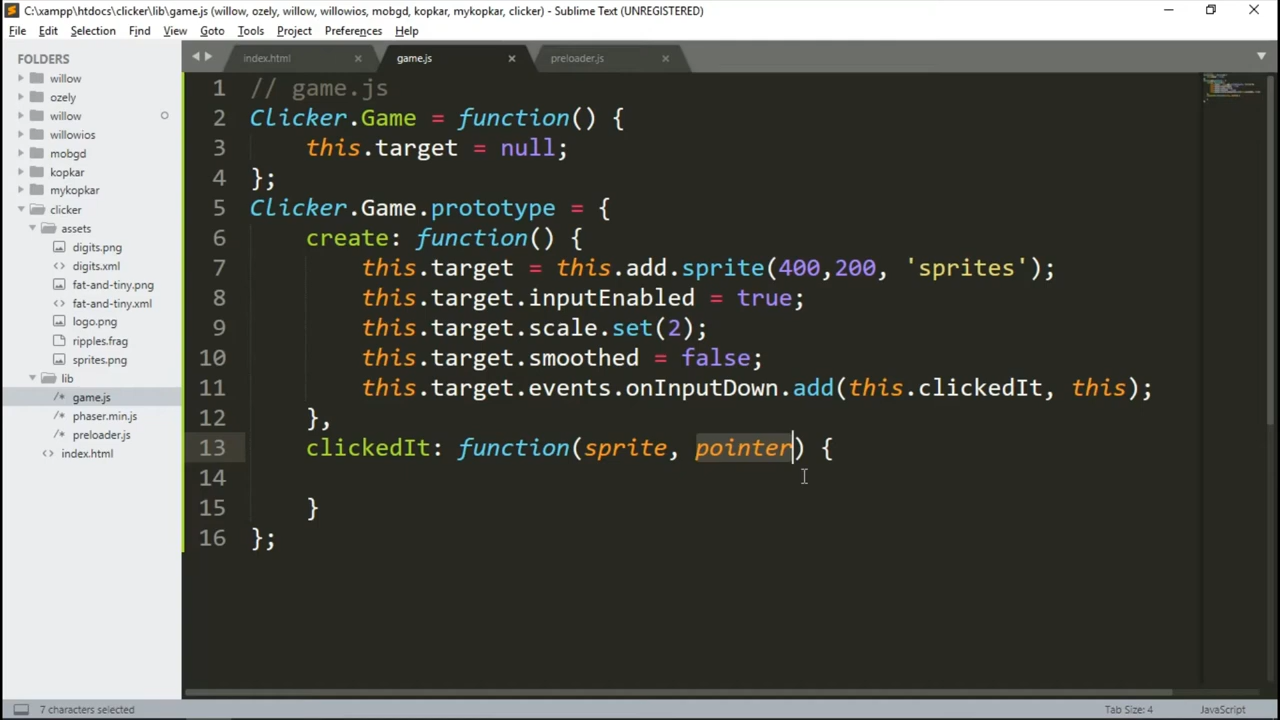 C:\xampp\htdocs\clicker\lib\game.js (willow, ozely, willow, willowios, mobgd, kopkar, mykopkar, clicker) - Sublime Text (UNREGISTERED)
File Edit Selection Find View Goto Tools Project Preferences Help
FOLDERS
willow
ozely
willow
willowios
mobgd
kopkar
mykopkar
clicker
assets
digits.png
digits.xml
fat-and-tiny.png
fat-and-tiny.xml
logo.png
ripples.frag
sprites.png
lib
game.js
phaser.min.js
preloader.js
index.html
index.html game.js preloader.js
1 // game.js
2 Clicker.Game = function() {
3 this.target = null;
4 };
5 Clicker.Game.prototype = {
6 create: function() {
7 this.target = this.add.sprite(400,200, 'sprites');
8 this.target.inputEnabled = true;
9 this.target.scale.set(2);
10 this.target.smoothed = false;
11 this.target.events.onInputDown.add(this.clickedIt, this);
12 },
13 clickedIt: function(sprite, pointer) {
14
15 }
16 };
7 characters selected
Tab Size: 4
JavaScript